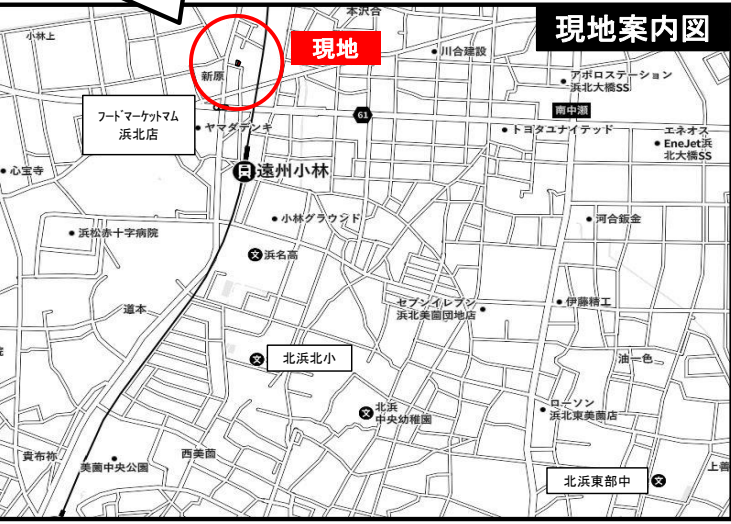 現地案内図
本沢合
小林上
現地
川合建設
新原
アポロステーション
浜北大橋SS
フードマーケットマム
浜北店
61
南中瀬
ヤマダデンキ
トヨタユナイテッド
エネオス
EneJet浜
北大橋SS
心宝寺
遠州小林
小林グラウンド
河合鈑金
浜松赤十字病院
文 浜名高
セブンイレブン
浜北美薗団地店
伊藤精工
道本
文 北浜北小
油一色
文 北浜
中央幼稚園
ローソン
浜北東美薗店
貴布祢
美薗中央公園
西美薗
上善
北浜東部中 文